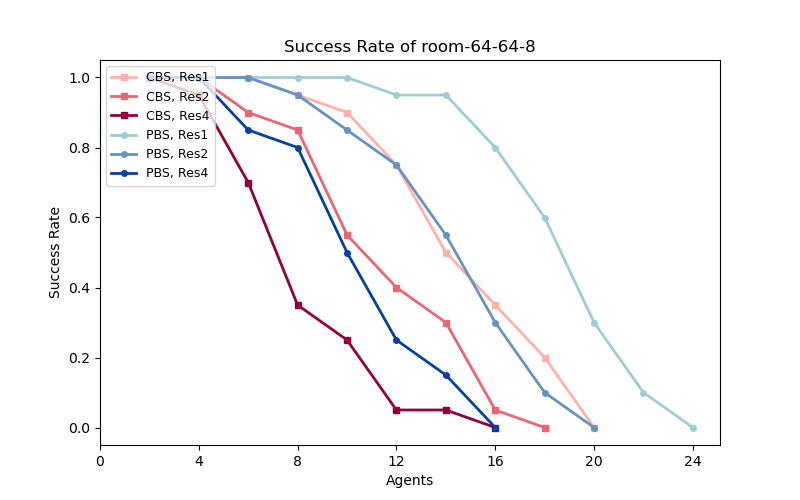 Success Rate of room-64-64-8
Success Rate
1.0
0.8
0.6
0.4
0.2
0.0
CBS, Res1
CBS, Res2
CBS, Res4
PBS, Res1
PBS, Res2
PBS, Res4
0 4 8 12 16 20 24
Agents